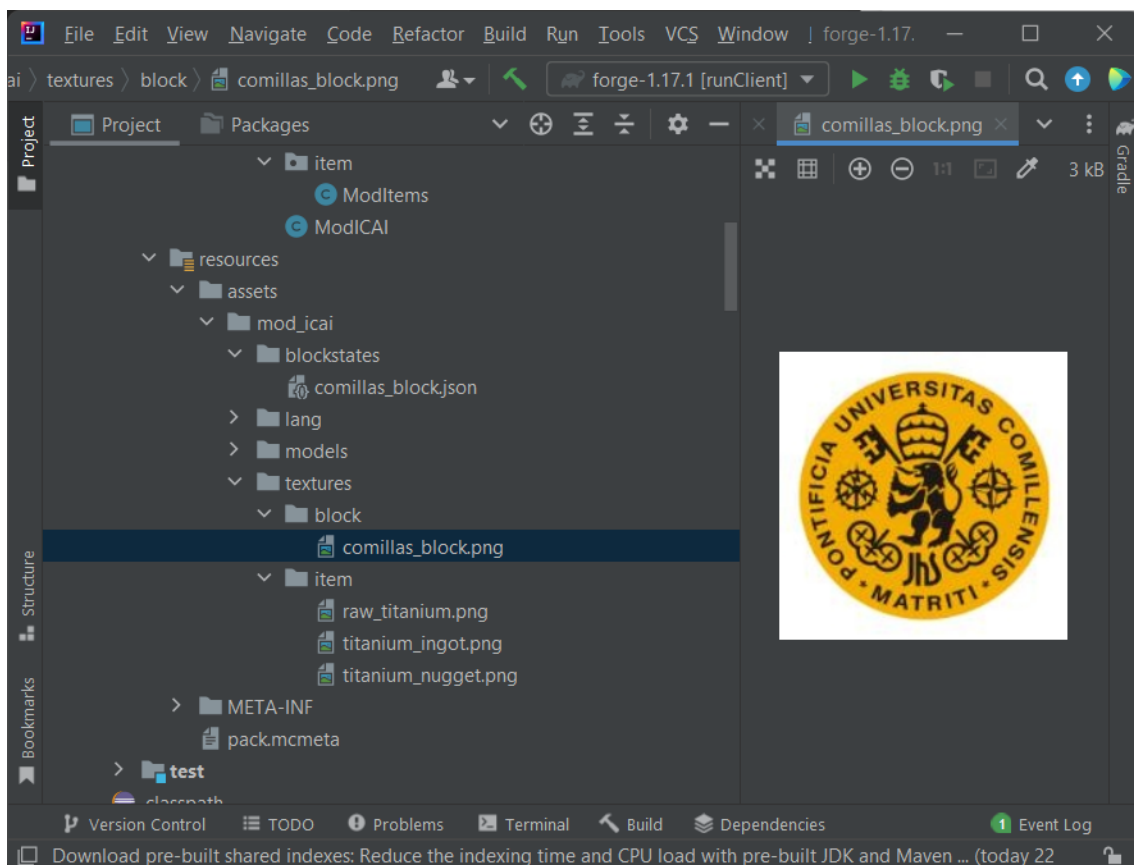 File Edit View Navigate Code Refactor Build Run Tools VCS Window forge-1.17.
ai textures block comillas_block.png forge-1.17.1 [runClient]
Project
Project Packages
comillas_block.png
3 kB
Gradle
item
ModItems
ModICAI
resources
assets
mod_icai
blockstates
comillas_block.json
lang
models
textures
block
comillas_block.png
item
raw_titanium.png
titanium_ingot.png
titanium_nugget.png
META-INF
pack.mcmeta
test
.classpath
1:1
PONTIFICIA UNIVERSITAS COMILLENSIS
MATRITI
Jhs
Structure
Bookmarks
Version Control TODO Problems Terminal Build Dependencies 1 Event Log
Download pre-built shared indexes: Reduce the indexing time and CPU load with pre-built JDK and Maven ... (today 22